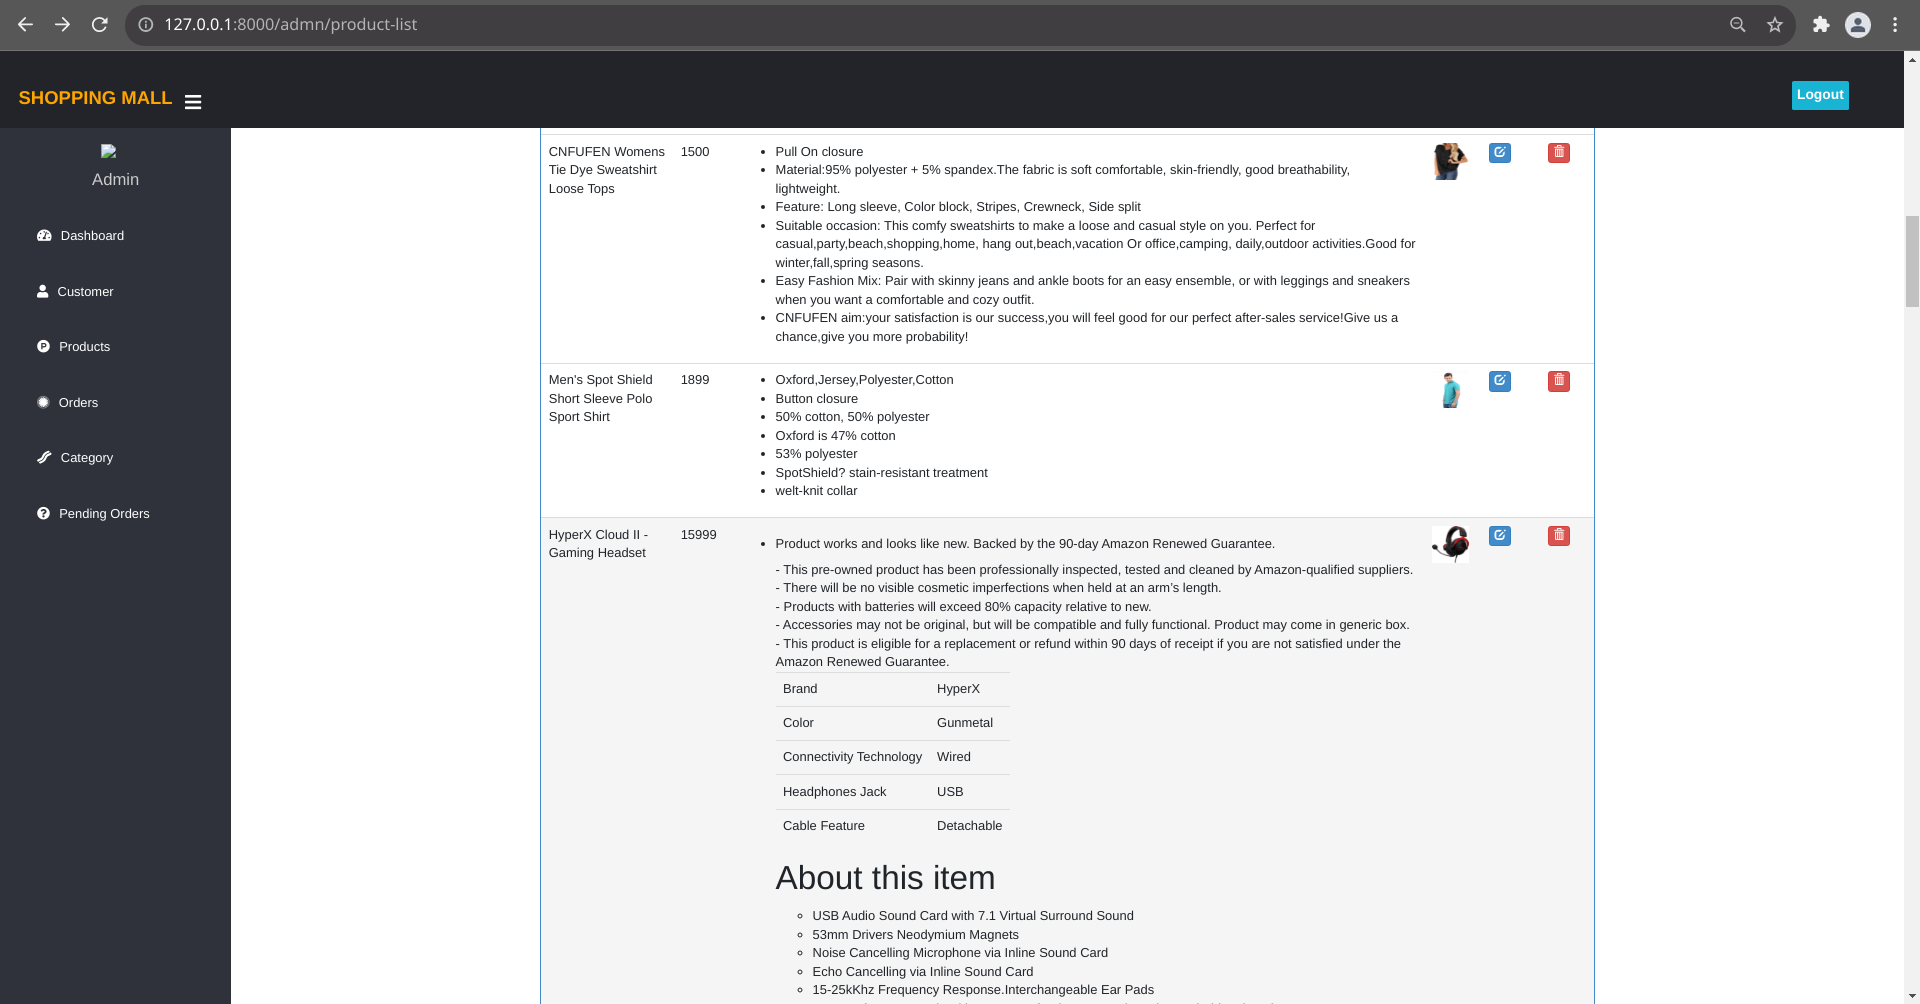 127.0.0.1:8000/admn/product-list
SHOPPING MALL
Logout
Admin
Dashboard
Customer
Products
Orders
Category
Pending Orders
CNFUFEN Womens
Tie Dye Sweatshirt
Loose Tops
1500
Pull On closure
Material:95% polyester + 5% spandex.The fabric is soft comfortable, skin-friendly, good breathability,
lightweight.
Feature: Long sleeve, Color block, Stripes, Crewneck, Side split
Suitable occasion: This comfy sweatshirts to make a loose and casual style on you. Perfect for
casual,party,beach,shopping,home, hang out,beach,vacation Or office,camping, daily,outdoor activities.Good for
winter,fall,spring seasons.
Easy Fashion Mix: Pair with skinny jeans and ankle boots for an easy ensemble, or with leggings and sneakers
when you want a comfortable and cozy outfit.
CNFUFEN aim:your satisfaction is our success,you will feel good for our perfect after-sales service!Give us a
chance,give you more probability!
Men's Spot Shield
Short Sleeve Polo
Sport Shirt
1899
Oxford,Jersey,Polyester,Cotton
Button closure
50% cotton, 50% polyester
Oxford is 47% cotton
53% polyester
SpotShield? stain-resistant treatment
welt-knit collar
HyperX Cloud II -
Gaming Headset
15999
Product works and looks like new. Backed by the 90-day Amazon Renewed Guarantee.
- This pre-owned product has been professionally inspected, tested and cleaned by Amazon-qualified suppliers.
- There will be no visible cosmetic imperfections when held at an arm’s length.
- Products with batteries will exceed 80% capacity relative to new.
- Accessories may not be original, but will be compatible and fully functional. Product may come in generic box.
- This product is eligible for a replacement or refund within 90 days of receipt if you are not satisfied under the
Amazon Renewed Guarantee.
Brand HyperX
Color Gunmetal
Connectivity Technology Wired
Headphones Jack USB
Cable Feature Detachable
About this item
USB Audio Sound Card with 7.1 Virtual Surround Sound
53mm Drivers Neodymium Magnets
Noise Cancelling Microphone via Inline Sound Card
Echo Cancelling via Inline Sound Card
15-25kKhz Frequency Response.Interchangeable Ear Pads